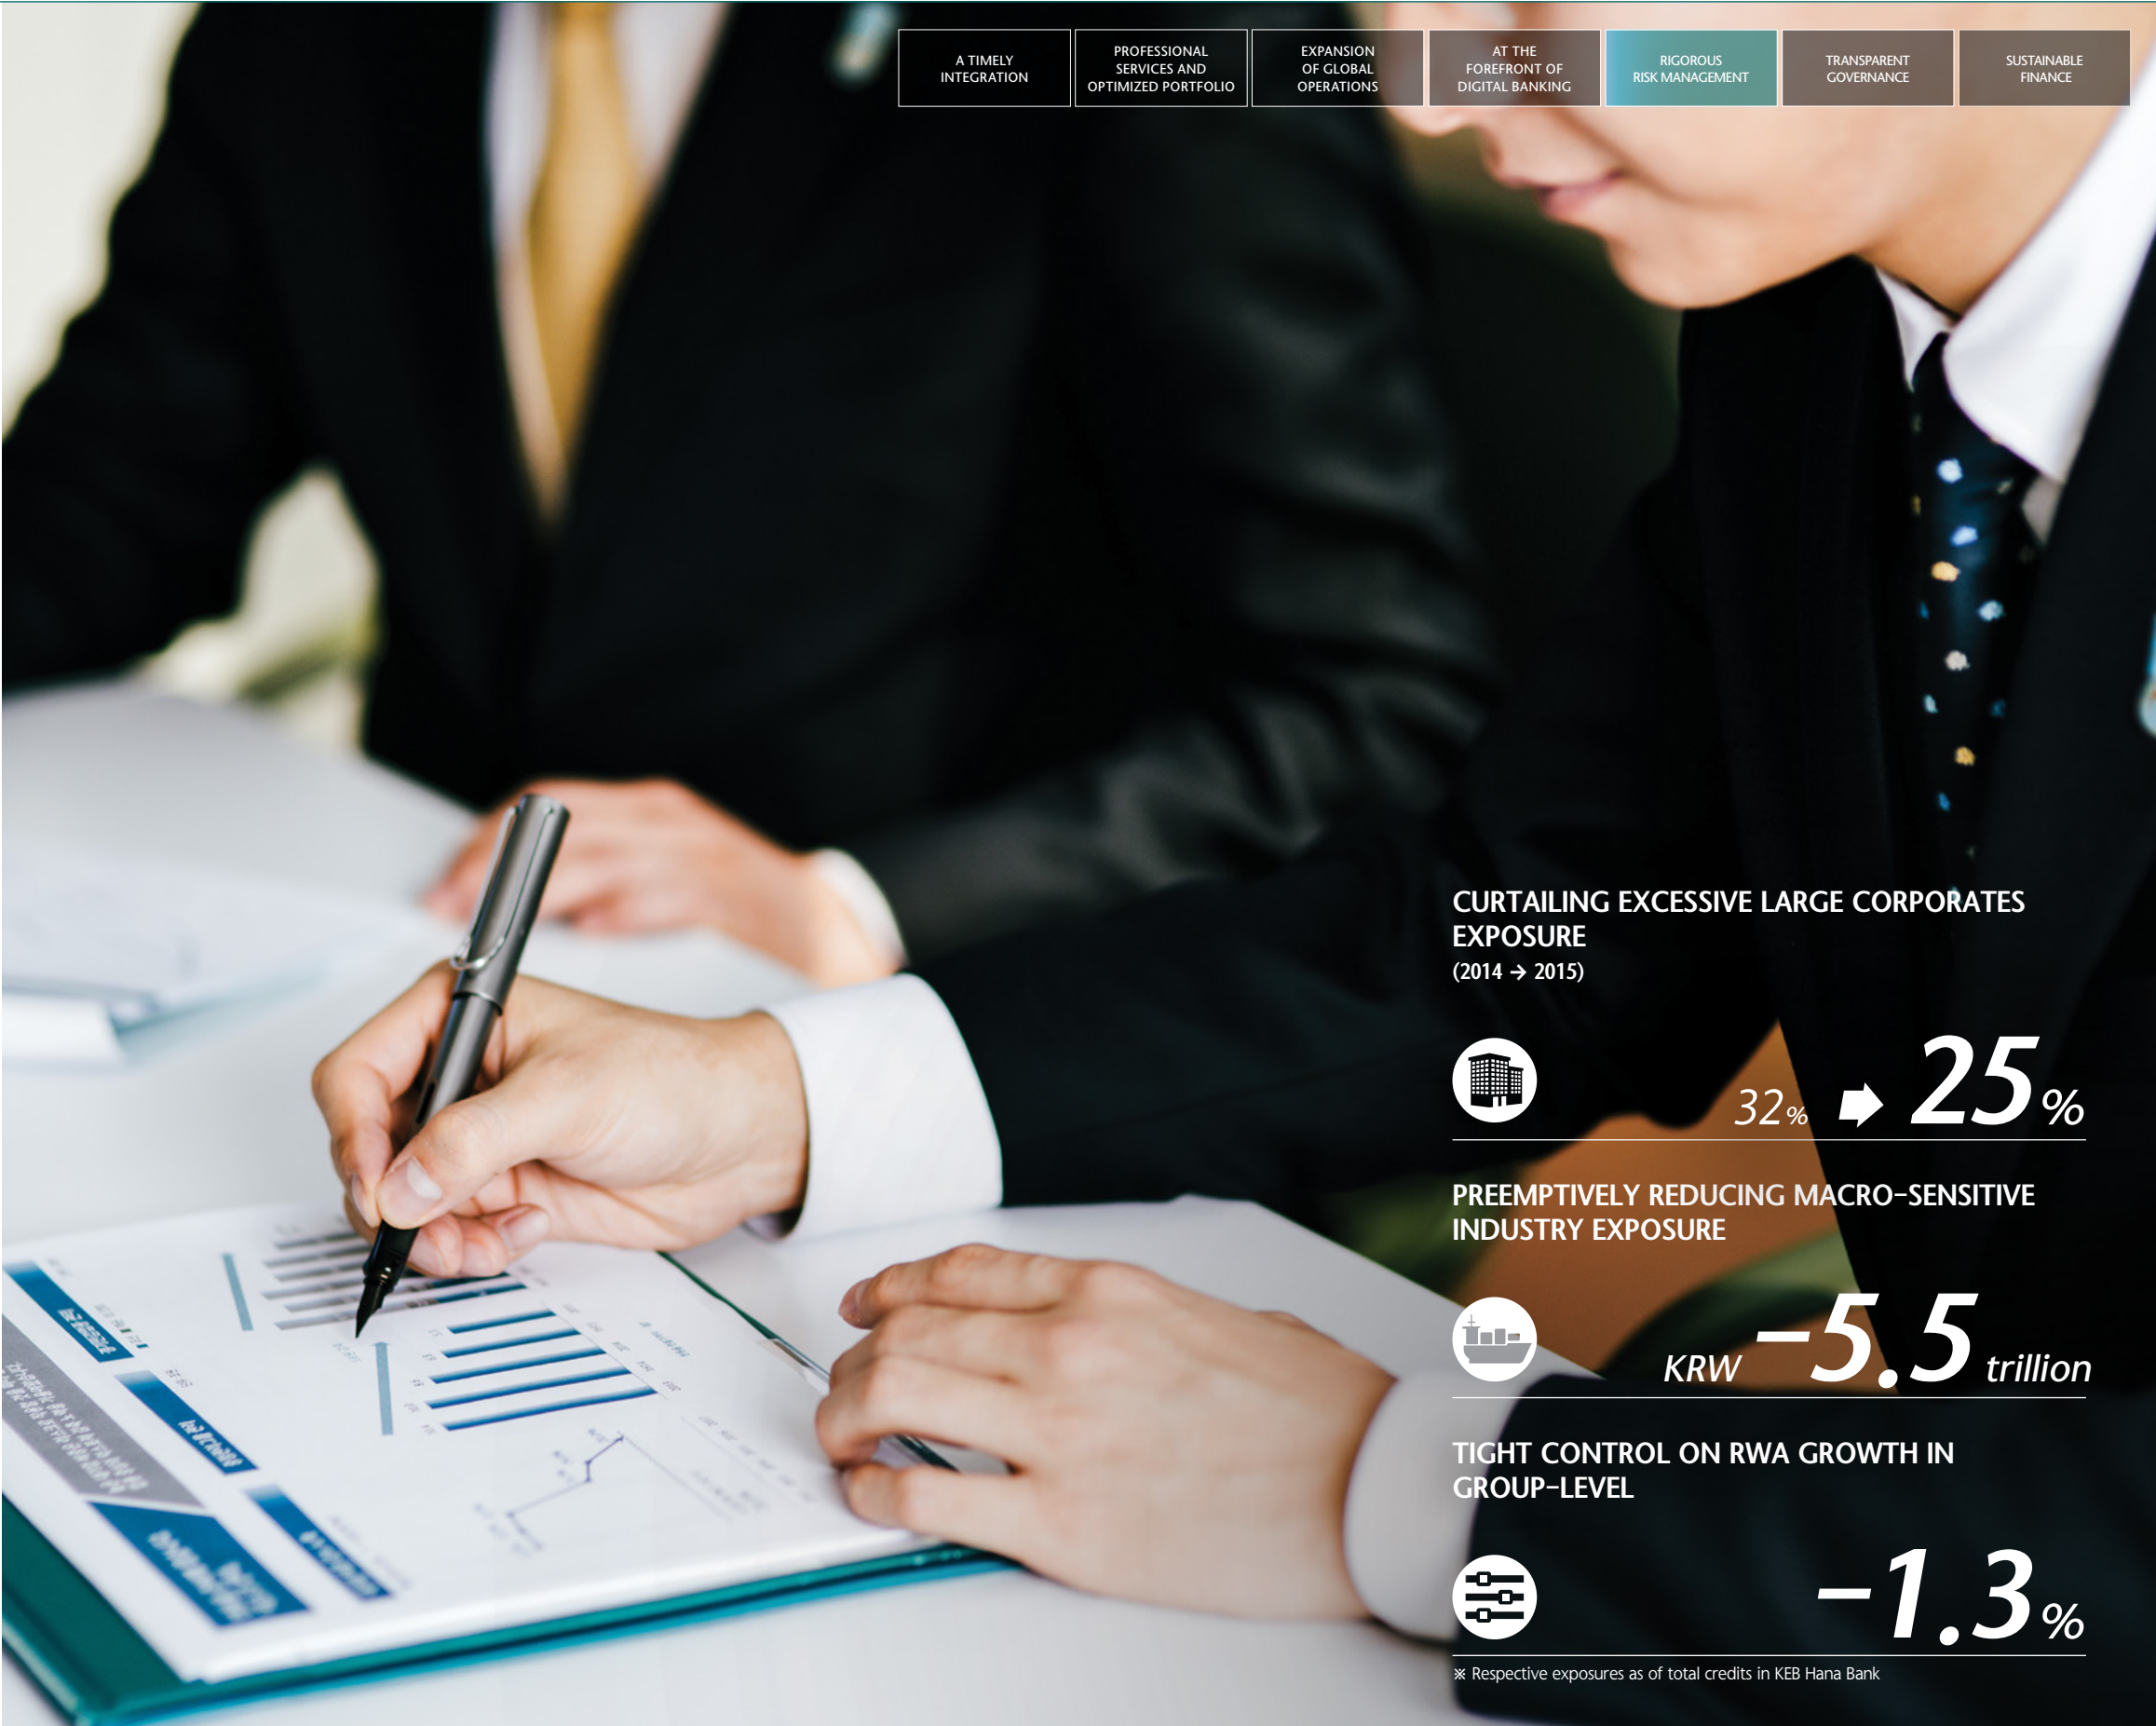 A TIMELY
INTEGRATION
PROFESSIONAL
SERVICES AND
OPTIMIZED PORTFOLIO
EXPANSION
OF GLOBAL
OPERATIONS
AT THE
FOREFRONT OF
DIGITAL BANKING
RIGOROUS
RISK MANAGEMENT
TRANSPARENT
GOVERNANCE
SUSTAINABLE
FINANCE
CURTAILING EXCESSIVE LARGE CORPORATES
EXPOSURE
(2014 → 2015)
32% → 25%
PREEMPTIVELY REDUCING MACRO-SENSITIVE
INDUSTRY EXPOSURE
KRW -5.5 trillion
TIGHT CONTROL ON RWA GROWTH IN
GROUP-LEVEL
-1.3%
※ Respective exposures as of total credits in KEB Hana Bank